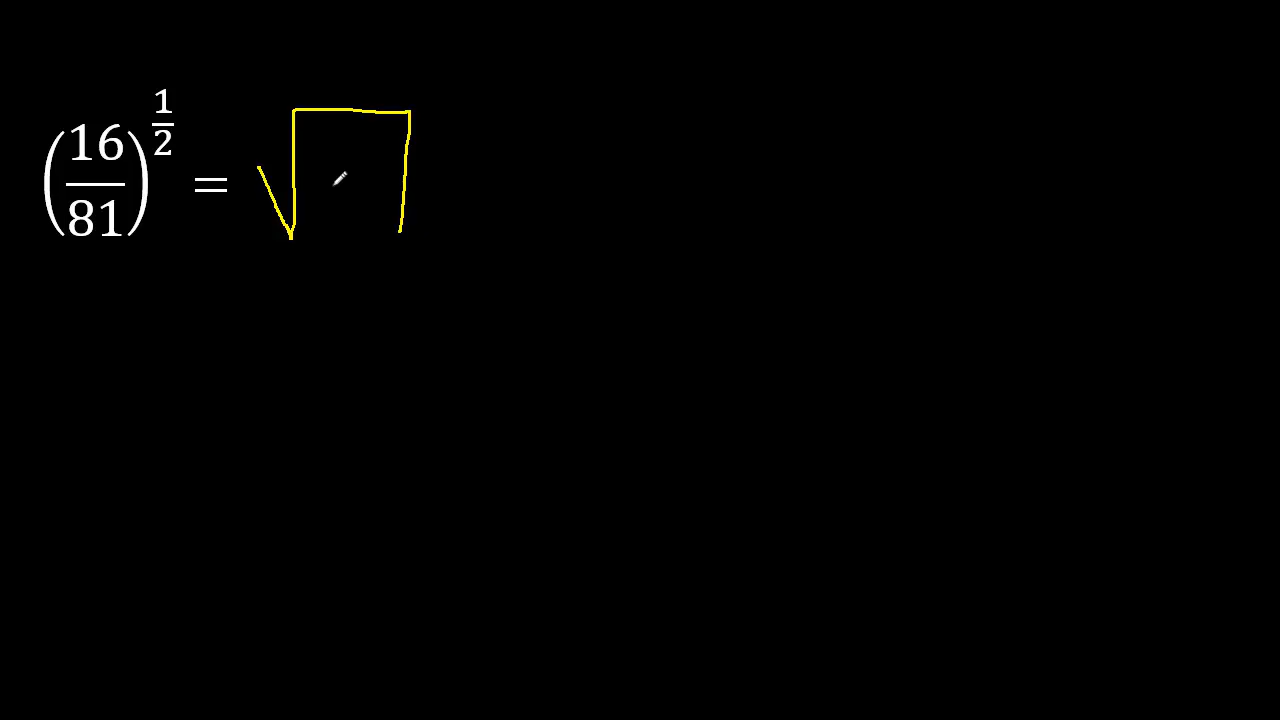 (16/81)^(1/2) = √